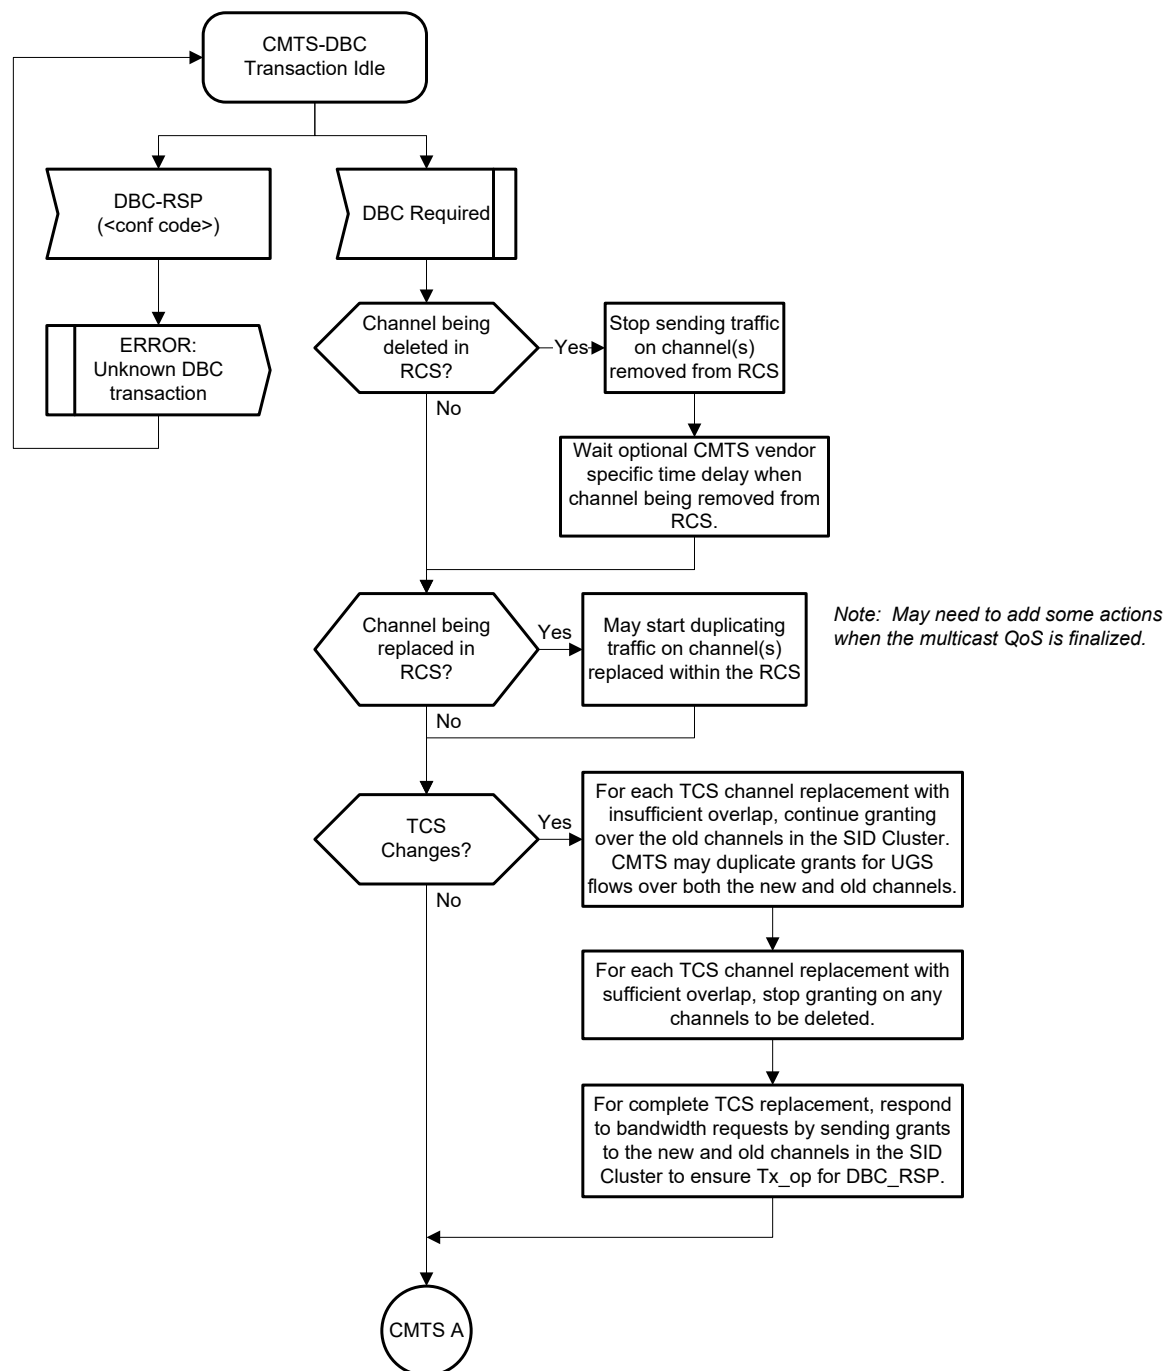 CMTS-DBC
Transaction Idle
DBC-RSP
(<conf code>)
DBC Required
ERROR:
Unknown DBC
transaction
Channel being
deleted in
RCS?
Yes
Stop sending traffic
on channel(s)
removed from RCS
No
Wait optional CMTS vendor
specific time delay when
channel being removed from
RCS.
Channel being
replaced in
RCS?
Yes
May start duplicating
traffic on channel(s)
replaced within the RCS
Note: May need to add some actions
when the multicast QoS is finalized.
No
TCS
Changes?
Yes
For each TCS channel replacement with
insufficient overlap, continue granting
over the old channels in the SID Cluster.
CMTS may duplicate grants for UGS
flows over both the new and old channels.
No
For each TCS channel replacement with
sufficient overlap, stop granting on any
channels to be deleted.
For complete TCS replacement, respond
to bandwidth requests by sending grants
to the new and old channels in the SID
Cluster to ensure Tx_op for DBC_RSP.
CMTS A